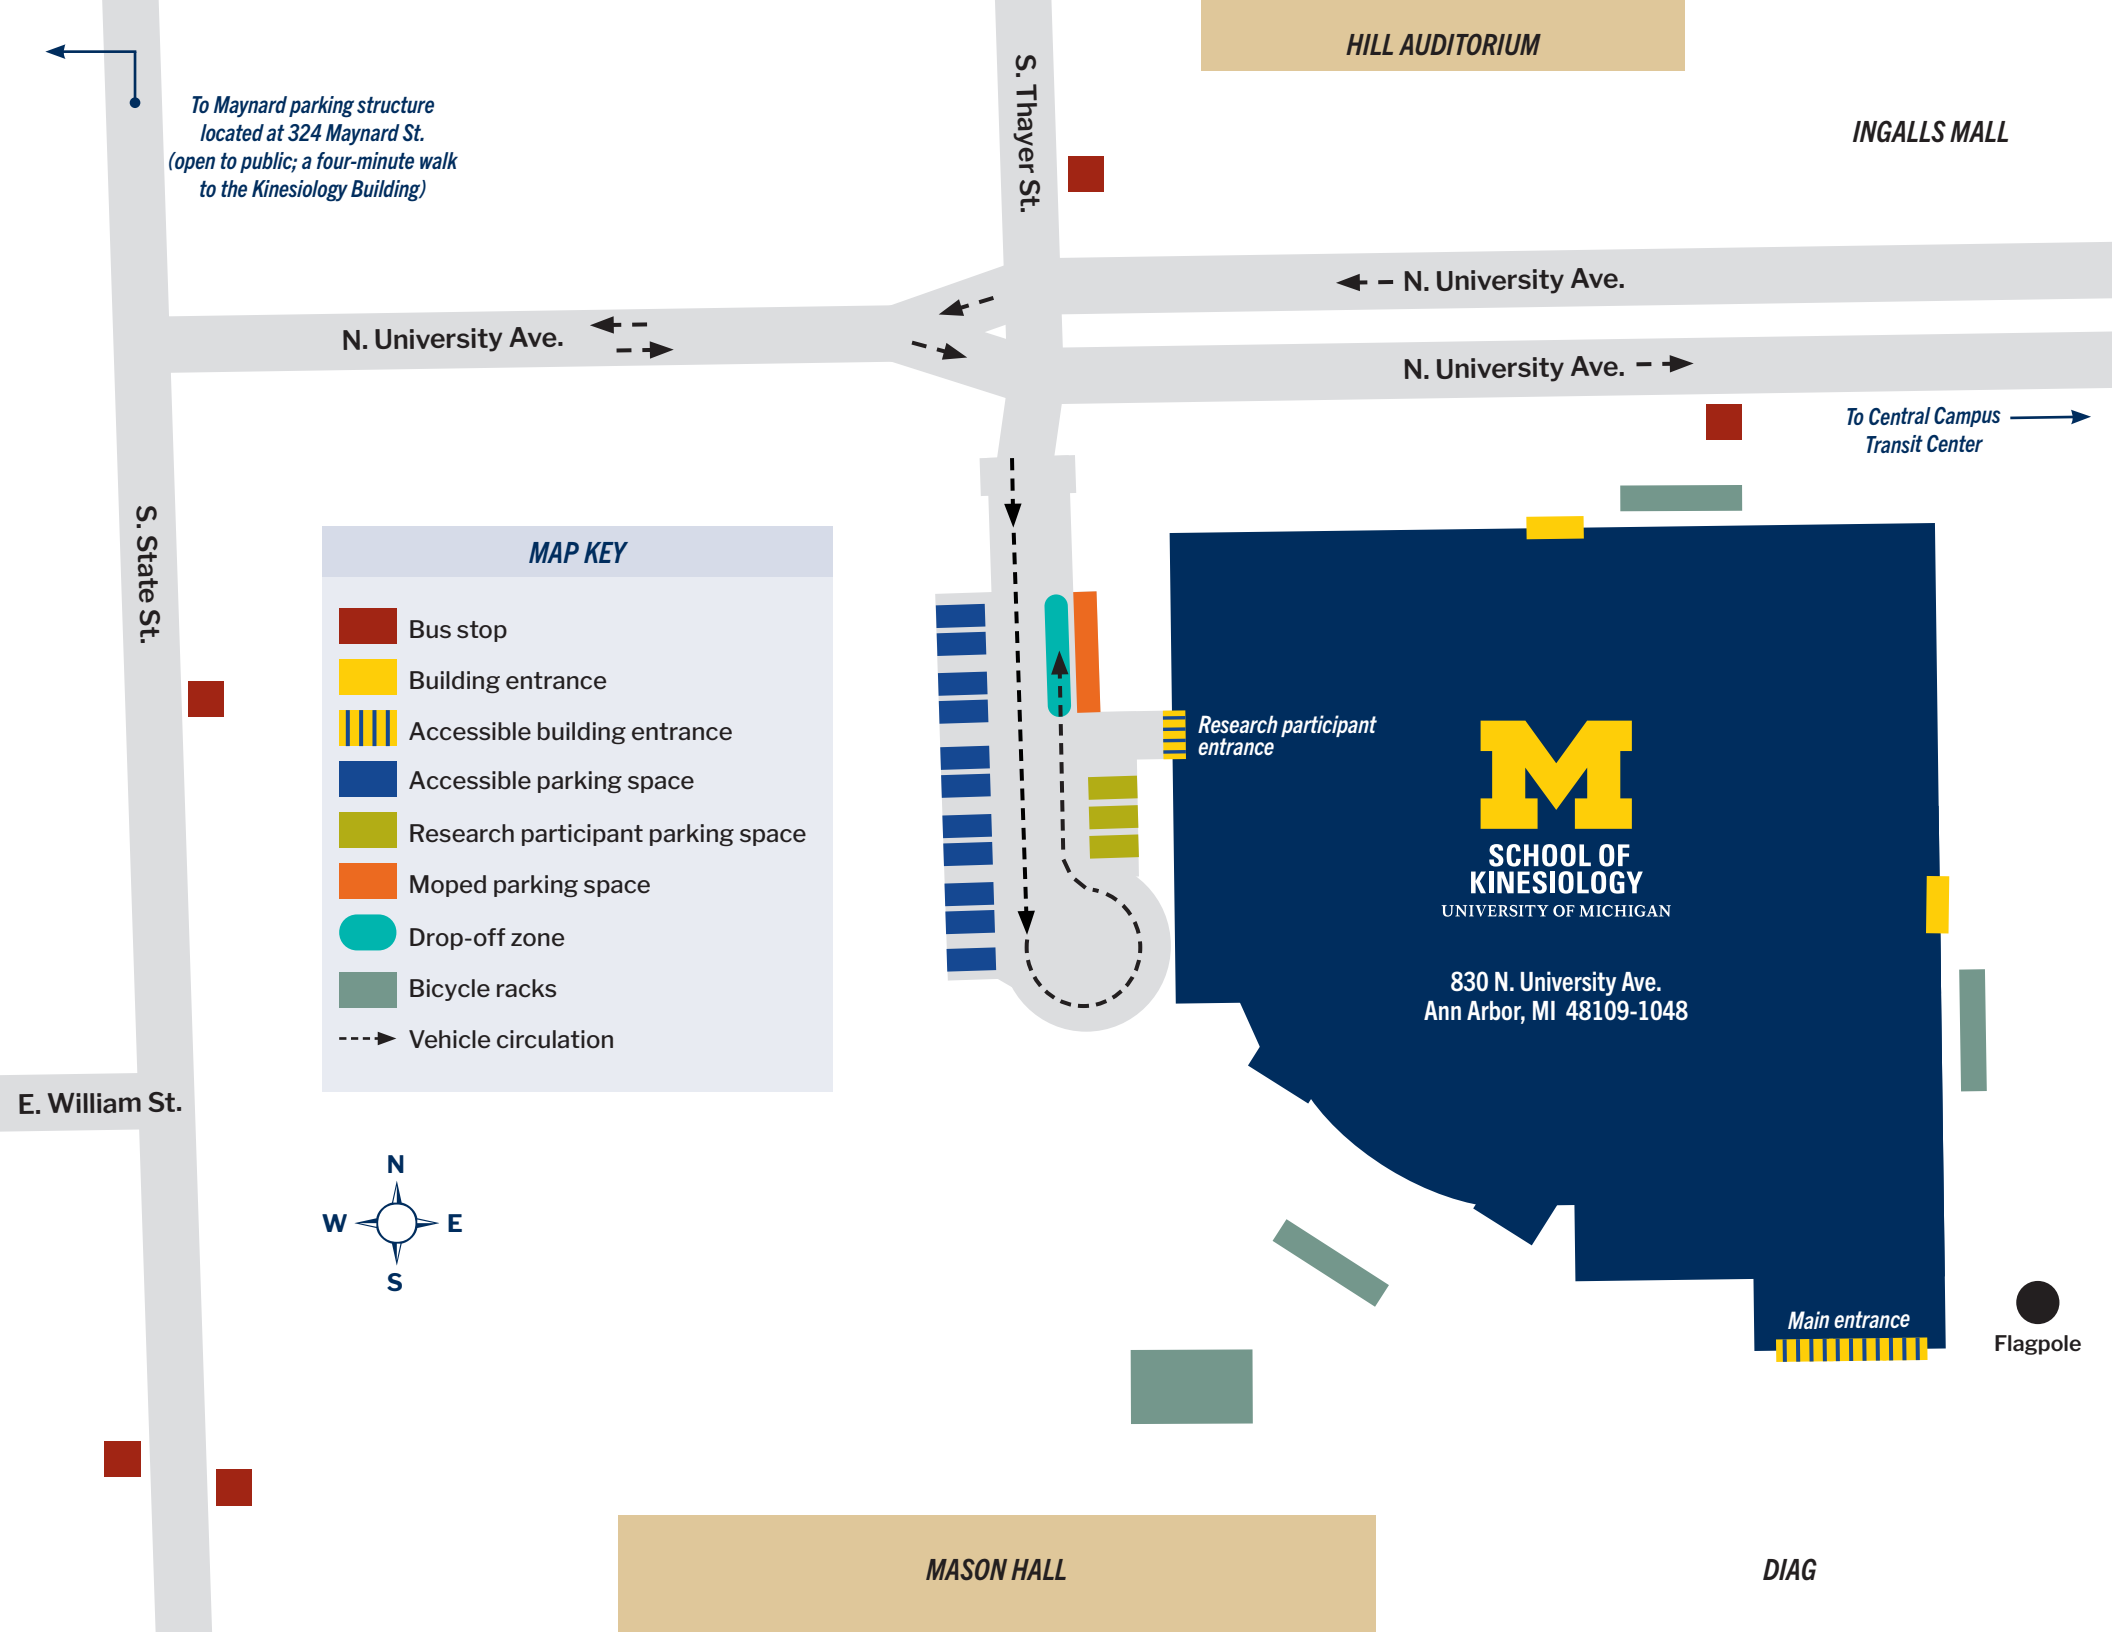 HILL AUDITORIUM
S. Thayer St.
To Maynard parking structure
located at 324 Maynard St.
(open to public; a four-minute walk
to the Kinesiology Building)
INGALLS MALL
N. University Ave.
N. University Ave.
N. University Ave.
To Central Campus
Transit Center
S. State St.
MAP KEY
Bus stop
Building entrance
Accessible building entrance
Accessible parking space
Research participant parking space
Moped parking space
Drop-off zone
Bicycle racks
Vehicle circulation
Research participant
entrance
M
SCHOOL OF
KINESIOLOGY
UNIVERSITY OF MICHIGAN
830 N. University Ave.
Ann Arbor, MI 48109-1048
E. William St.
N
W E
S
Main entrance
Flagpole
MASON HALL
DIAG